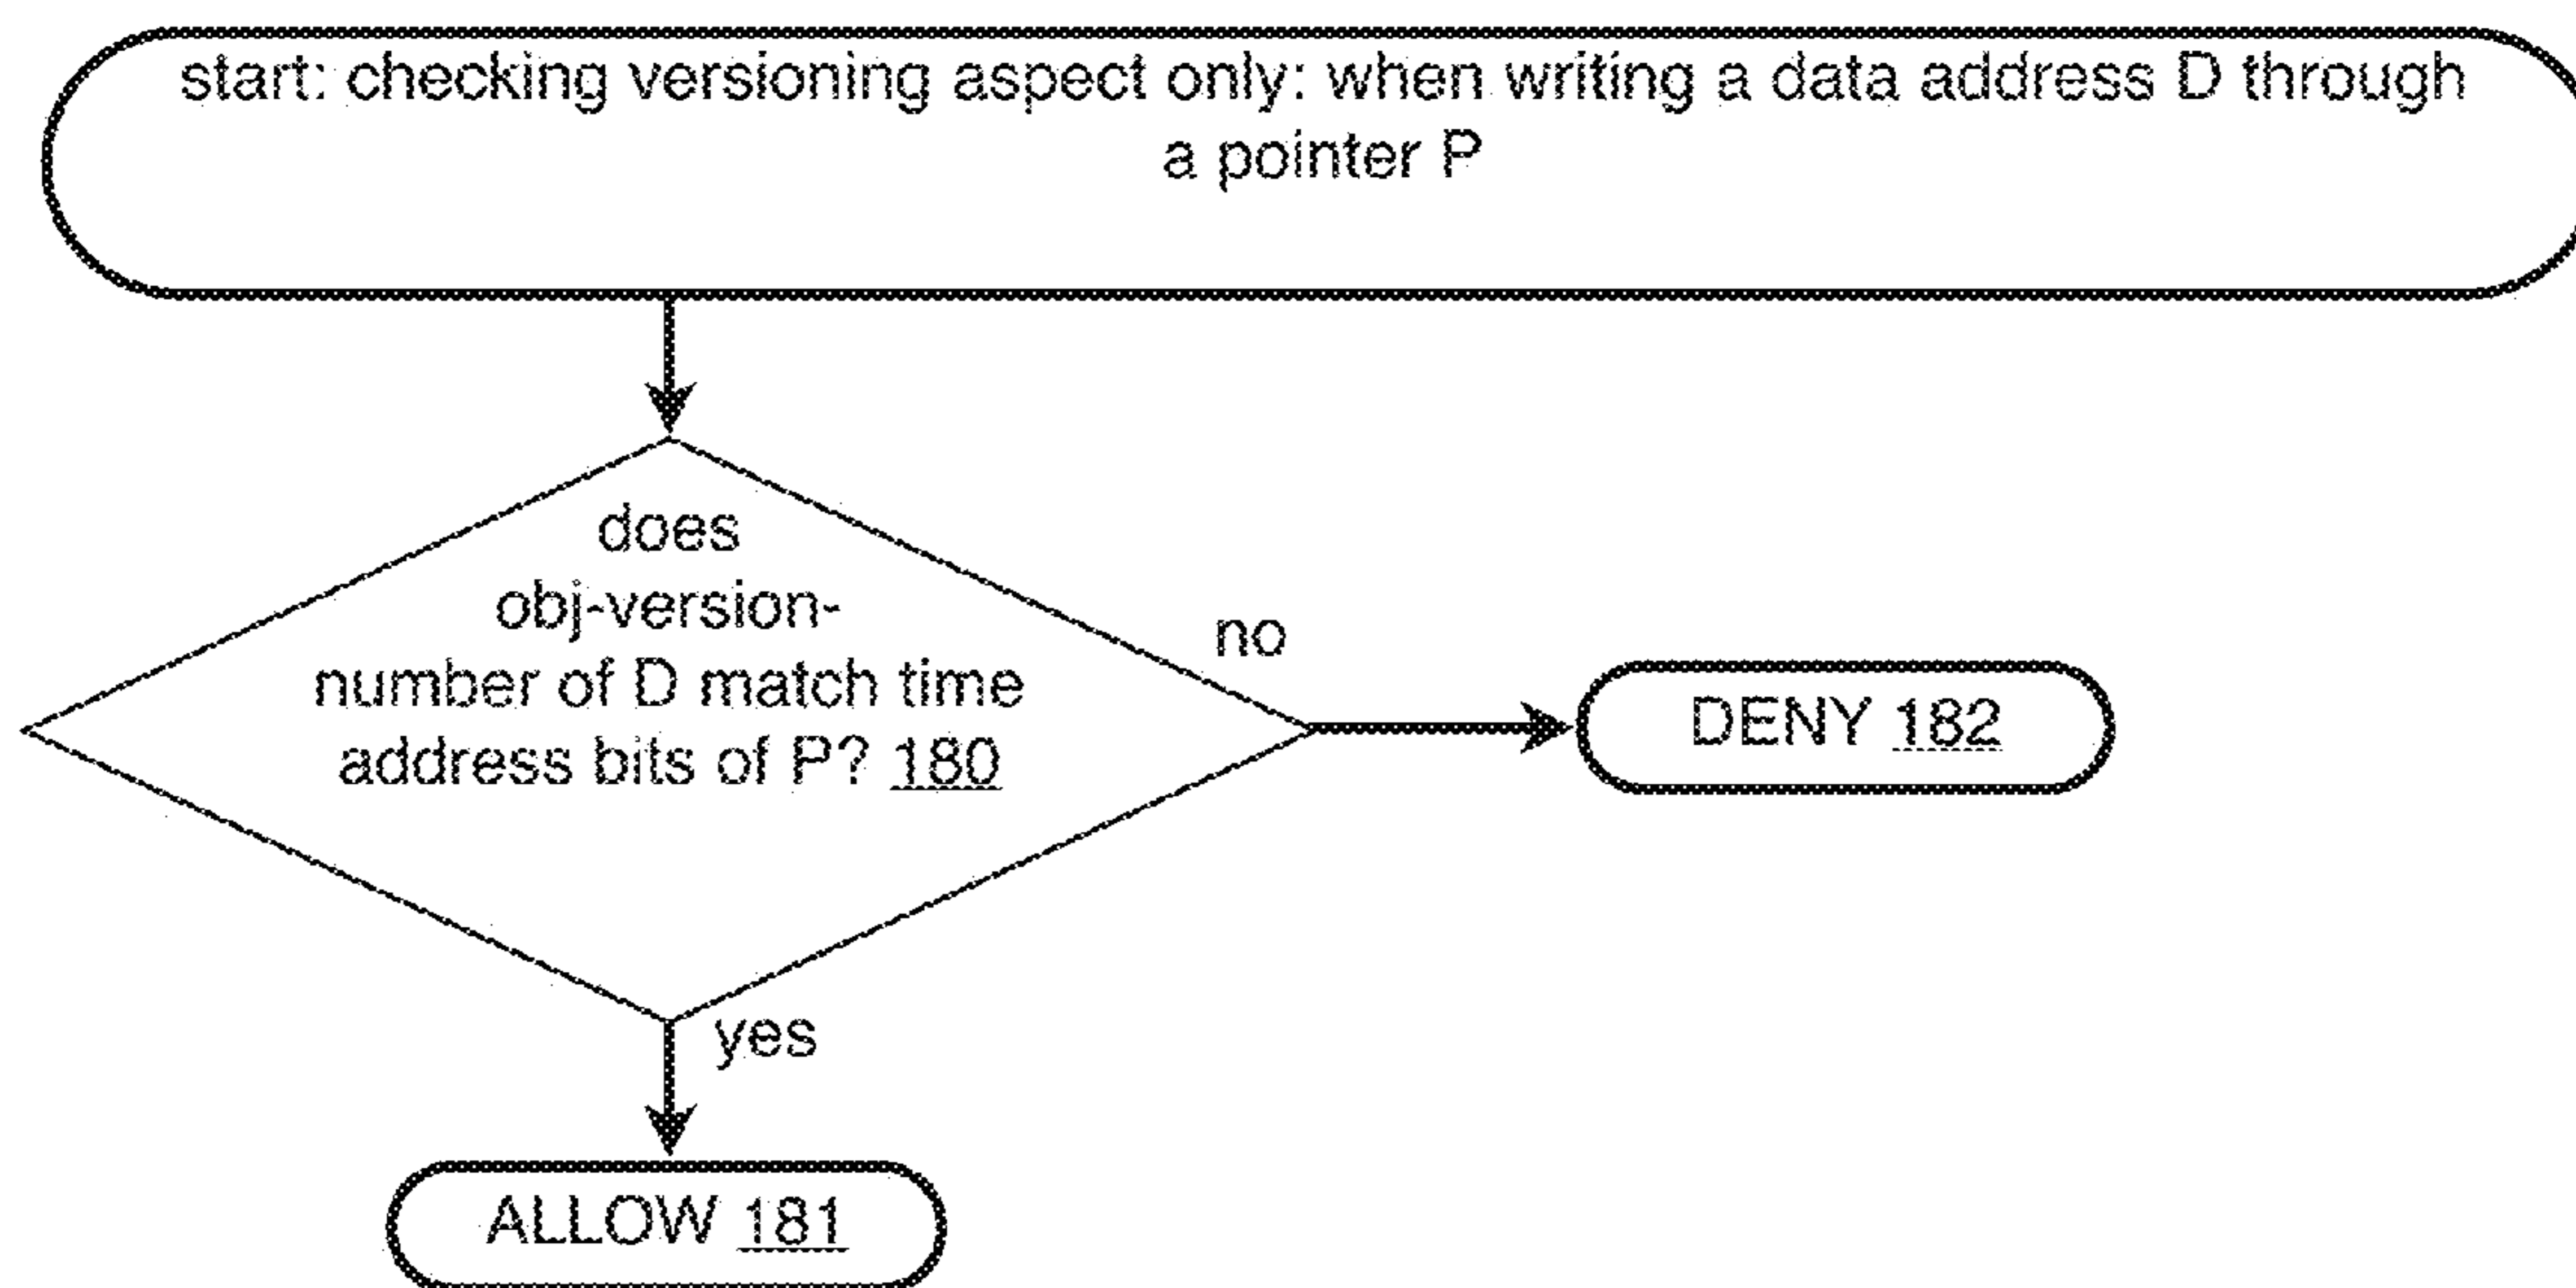 start: checking versioning aspect only: when writing a data address D through
a pointer P
does
obj-version-
number of D match time
address bits of P? 180
no
DENY 182
yes
ALLOW 181